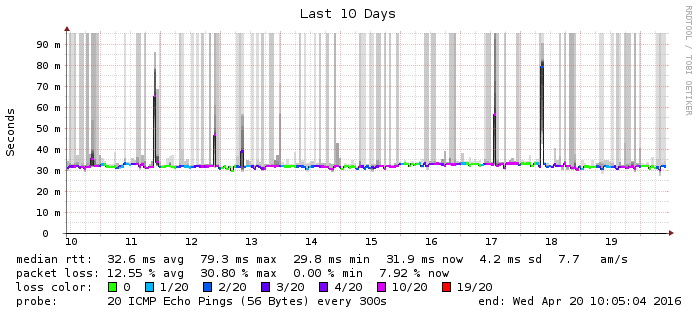 Last 10 Days
RRDTOOL / TOBI OETIKER
Seconds
90 m
80 m
70 m
60 m
50 m
40 m
30 m
20 m
10 m
0
10 11 12 13 14 15 16 17 18 19
median rtt: 32.6 ms avg 79.3 ms max 29.8 ms min 31.9 ms now 4.2 ms sd 7.7 am/s
packet loss: 12.55 % avg 30.80 % max 0.00 % min 7.92 % now
loss color: 0 1/20 2/20 3/20 4/20 10/20 19/20
probe: 20 ICMP Echo Pings (56 Bytes) every 300s end: Wed Apr 20 10:05:04 2016